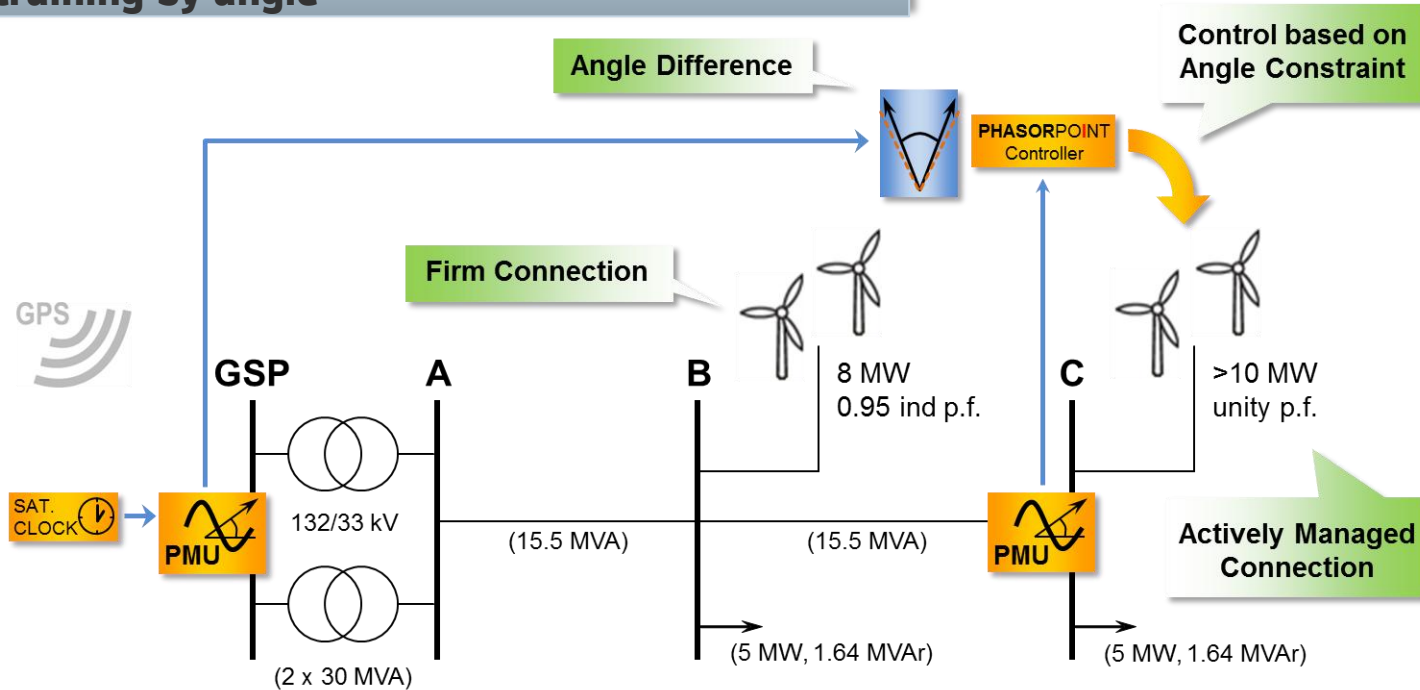 by angle
Angle Difference
Control based on
Angle Constraint
PHASORPOINT
Controller
Firm Connection
GPS
GSP
A
B
C
8 MW
0.95 ind p.f.
>10 MW
unity p.f.
SAT.
CLOCK
PMU
132/33 kV
(15.5 MVA)
(15.5 MVA)
PMU
Actively Managed
Connection
(2 x 30 MVA)
(5 MW, 1.64 MVAr)
(5 MW, 1.64 MVAr)